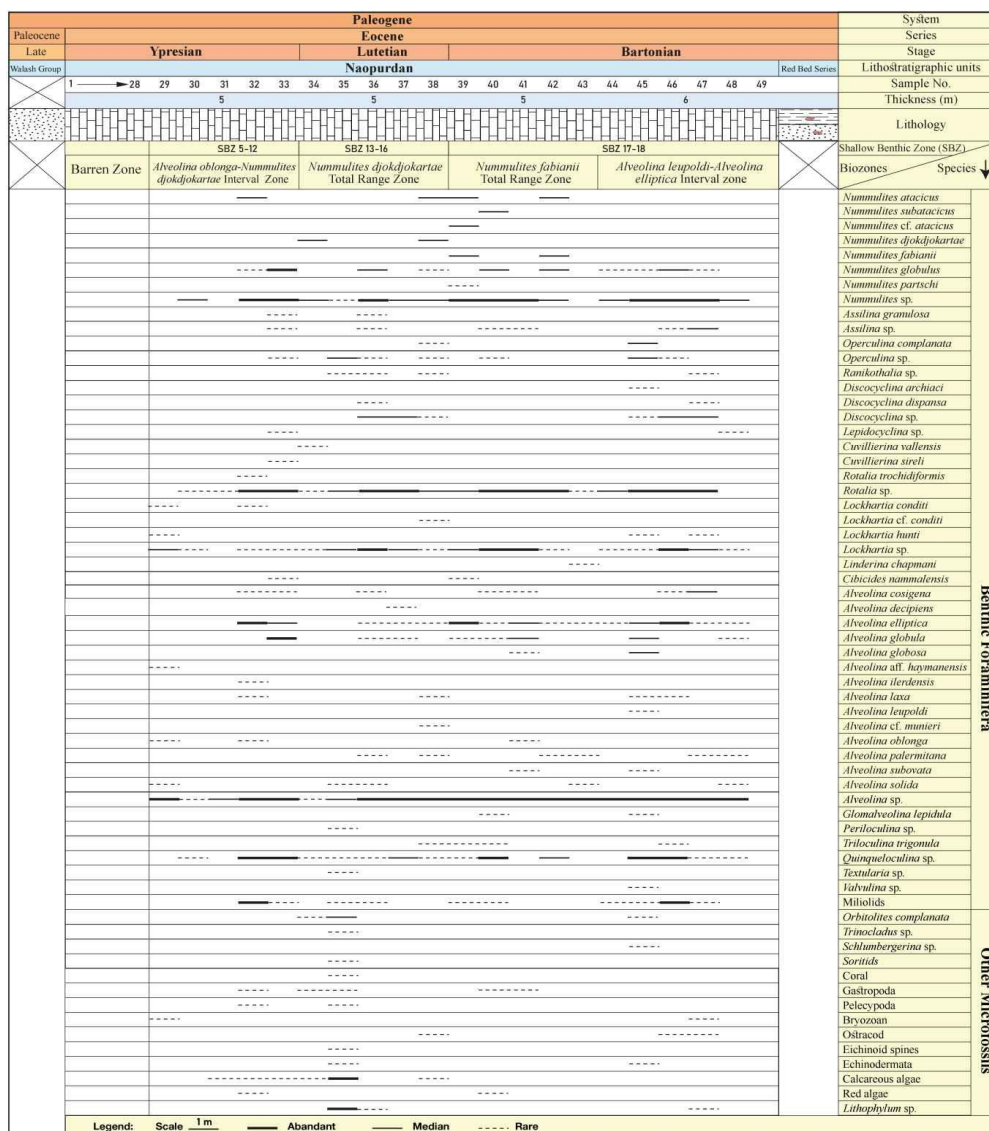 Paleogene System
Paleocene Eocene Series
Late Ypresian Lutetian Bartonian Stage
Walash Group Naopurdan Red Bed Series Lithostratigraphic units
1 28 29 30 31 32 33 34 35 36 37 38 39 40 41 42 43 44 45 46 47 48 49 Sample No.
5 5 5 6 Thickness (m)
Lithology
SBZ 5-12 SBZ 13-16 SBZ 17-18 Shallow Benthic Zone (SBZ)
Barren Zone Alveolina oblonga-Nummulites Nummulites djokdjokartae Nummulites fabianii Alveolina leupoldi-Alveolina Biozones Species
djokdjokartae Interval Zone Total Range Zone Total Range Zone elliptica Interval zone
Nummulites atacicus
Nummulites subatacicus
Nummulites cf. atacicus
Nummulites djokdjokartae
Nummulites fabianii
Nummulites globulus
Nummulites partschi
Nummulites sp.
Assilina granulosa
Assilina sp.
Operculina complanata
Operculina sp.
Ranikothalia sp.
Discocyclina archiaci
Discocyclina dispansa
Discocyclina sp.
Lepidocyclina sp.
Cuvillierina vallensis
Cuvillierina sireli
Rotalia trochidiformis
Rotalia sp.
Lockhartia conditi
Lockhartia cf. conditi
Lockhartia hunti
Lockhartia sp.
Linderina chapmani
Cibicides nammalensis
Alveolina cosigena
Alveolina decipiens
Alveolina elliptica
Alveolina globula
Alveolina globosa
Alveolina aff. haymanensis
Alveolina ilerdensis
Alveolina laxa
Alveolina leupoldi
Alveolina cf. munieri
Alveolina oblonga
Alveolina palermitana
Alveolina subovata
Alveolina solida
Alveolina sp.
Glomalveolina lepidula
Periloculina sp.
Triloculina trigonula
Quinqueloculina sp.
Textularia sp.
Valvulina sp.
Miliolids
Benthic Foraminifera
Orbitolites complanata
Trinocladus sp.
Schlumbergerina sp.
Soritids
Coral
Gastropoda
Pelecypoda
Bryozoan
Ostracod
Eichinoid spines
Echinodermata
Calcareous algae
Red algae
Lithophylum sp.
Other Microfossils
Legend: Scale 1 m Abandant Median Rare